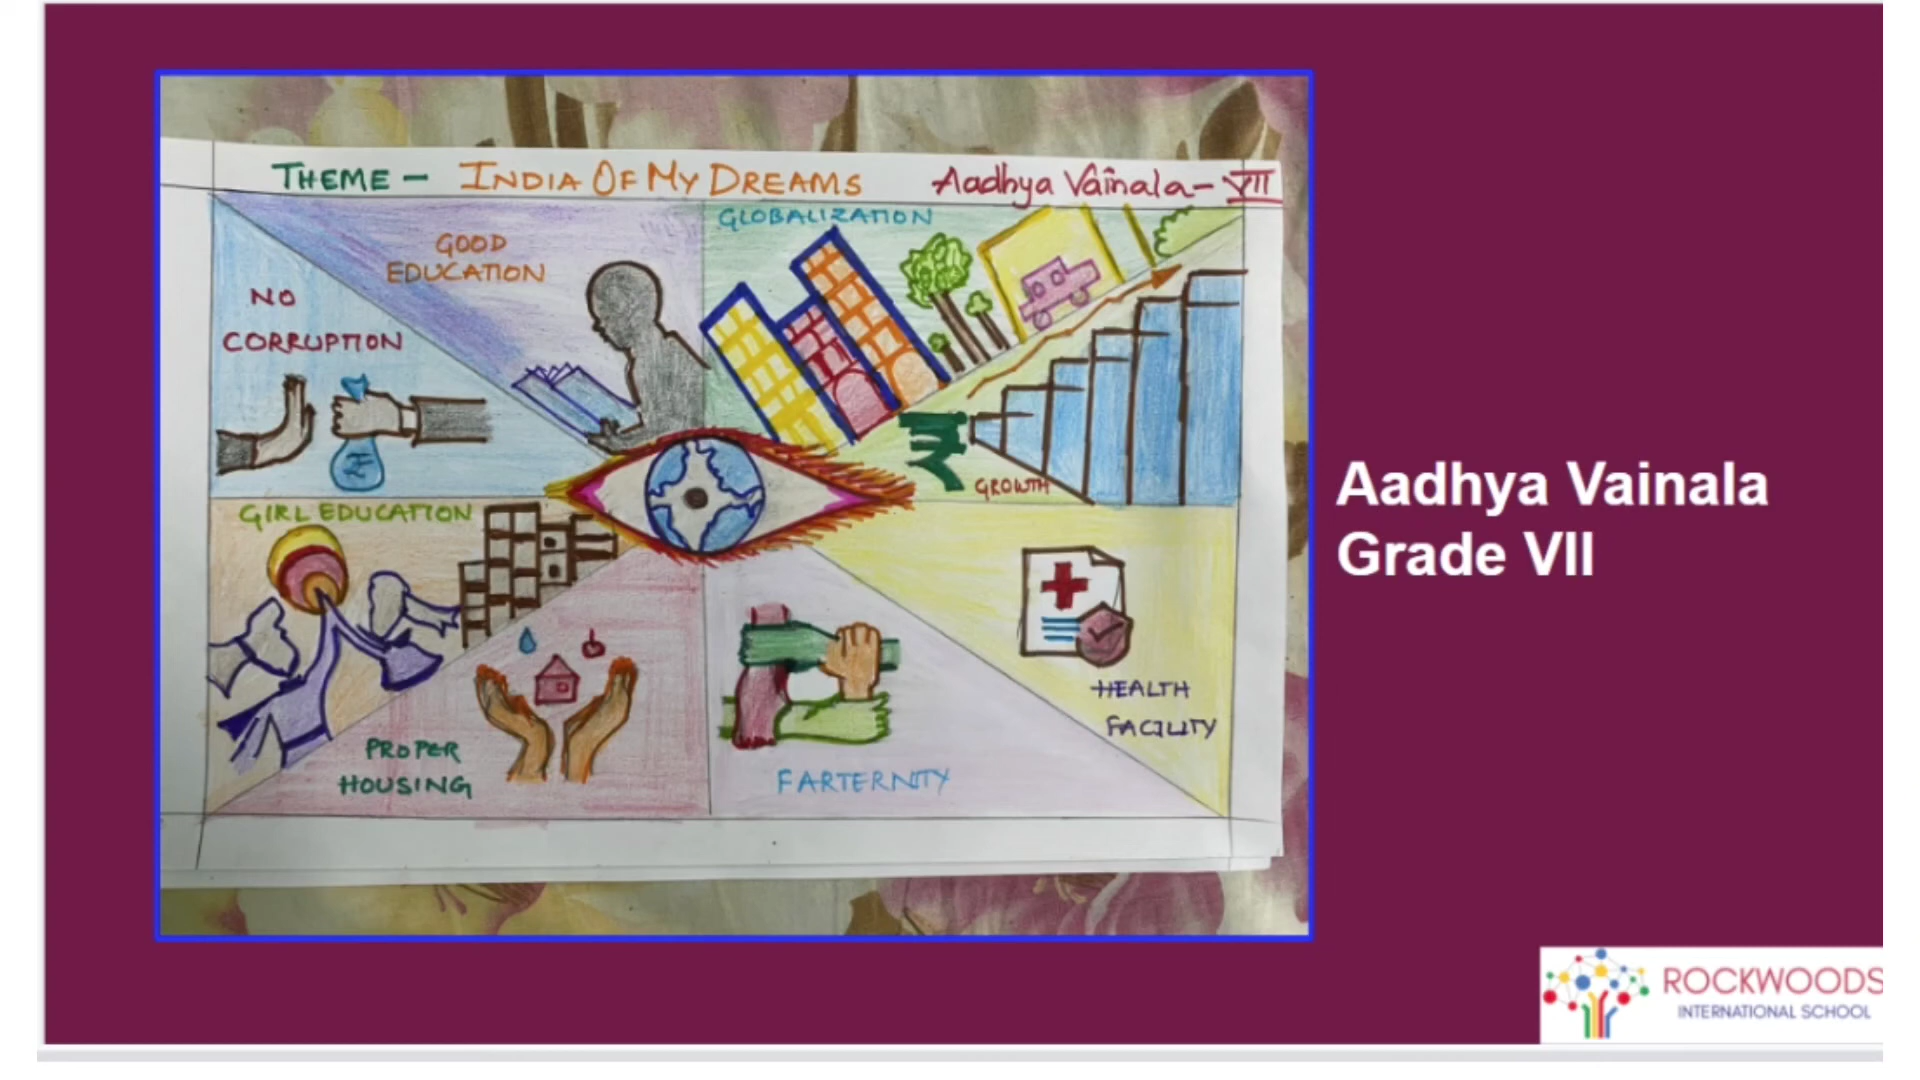 THEME - INDIA OF MY DREAMS Aadhya Vainala - VII
GLOBALIZATION
GOOD
EDUCATION
NO
CORRUPTION
₹
GROWTH
GIRL EDUCATION
HEALTH
FACILITY
PROPER
HOUSING
FARTERNITY
Aadhya Vainala
Grade VII
ROCKWOODS
INTERNATIONAL SCHOOL